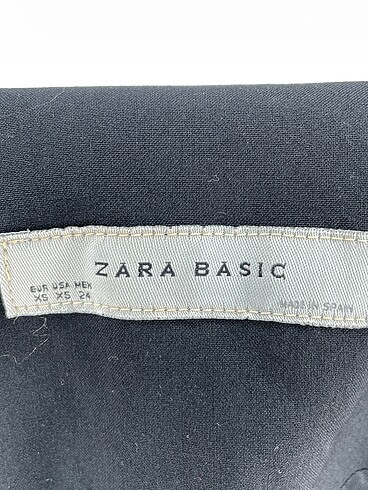 ZARA BASIC
EUR USA MEX
XS XS 24
MADE IN SPAIN